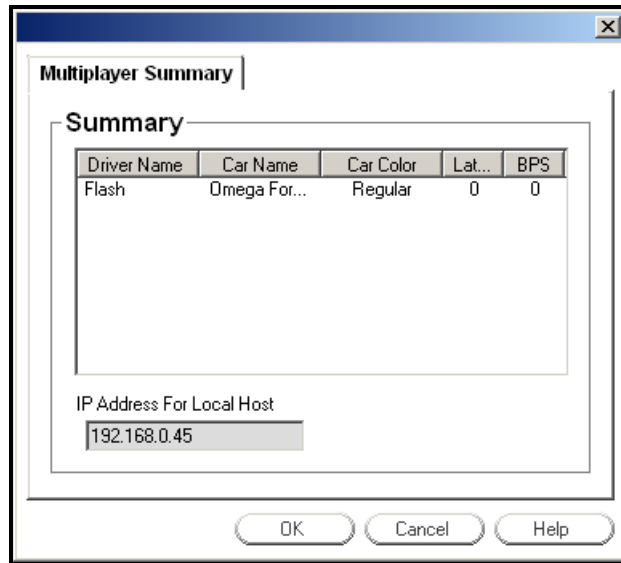 Multiplayer Summary
Summary
Driver Name Car Name Car Color Lat... BPS
Flash Omega For... Regular 0 0
IP Address For Local Host
192.168.0.45
OK Cancel Help